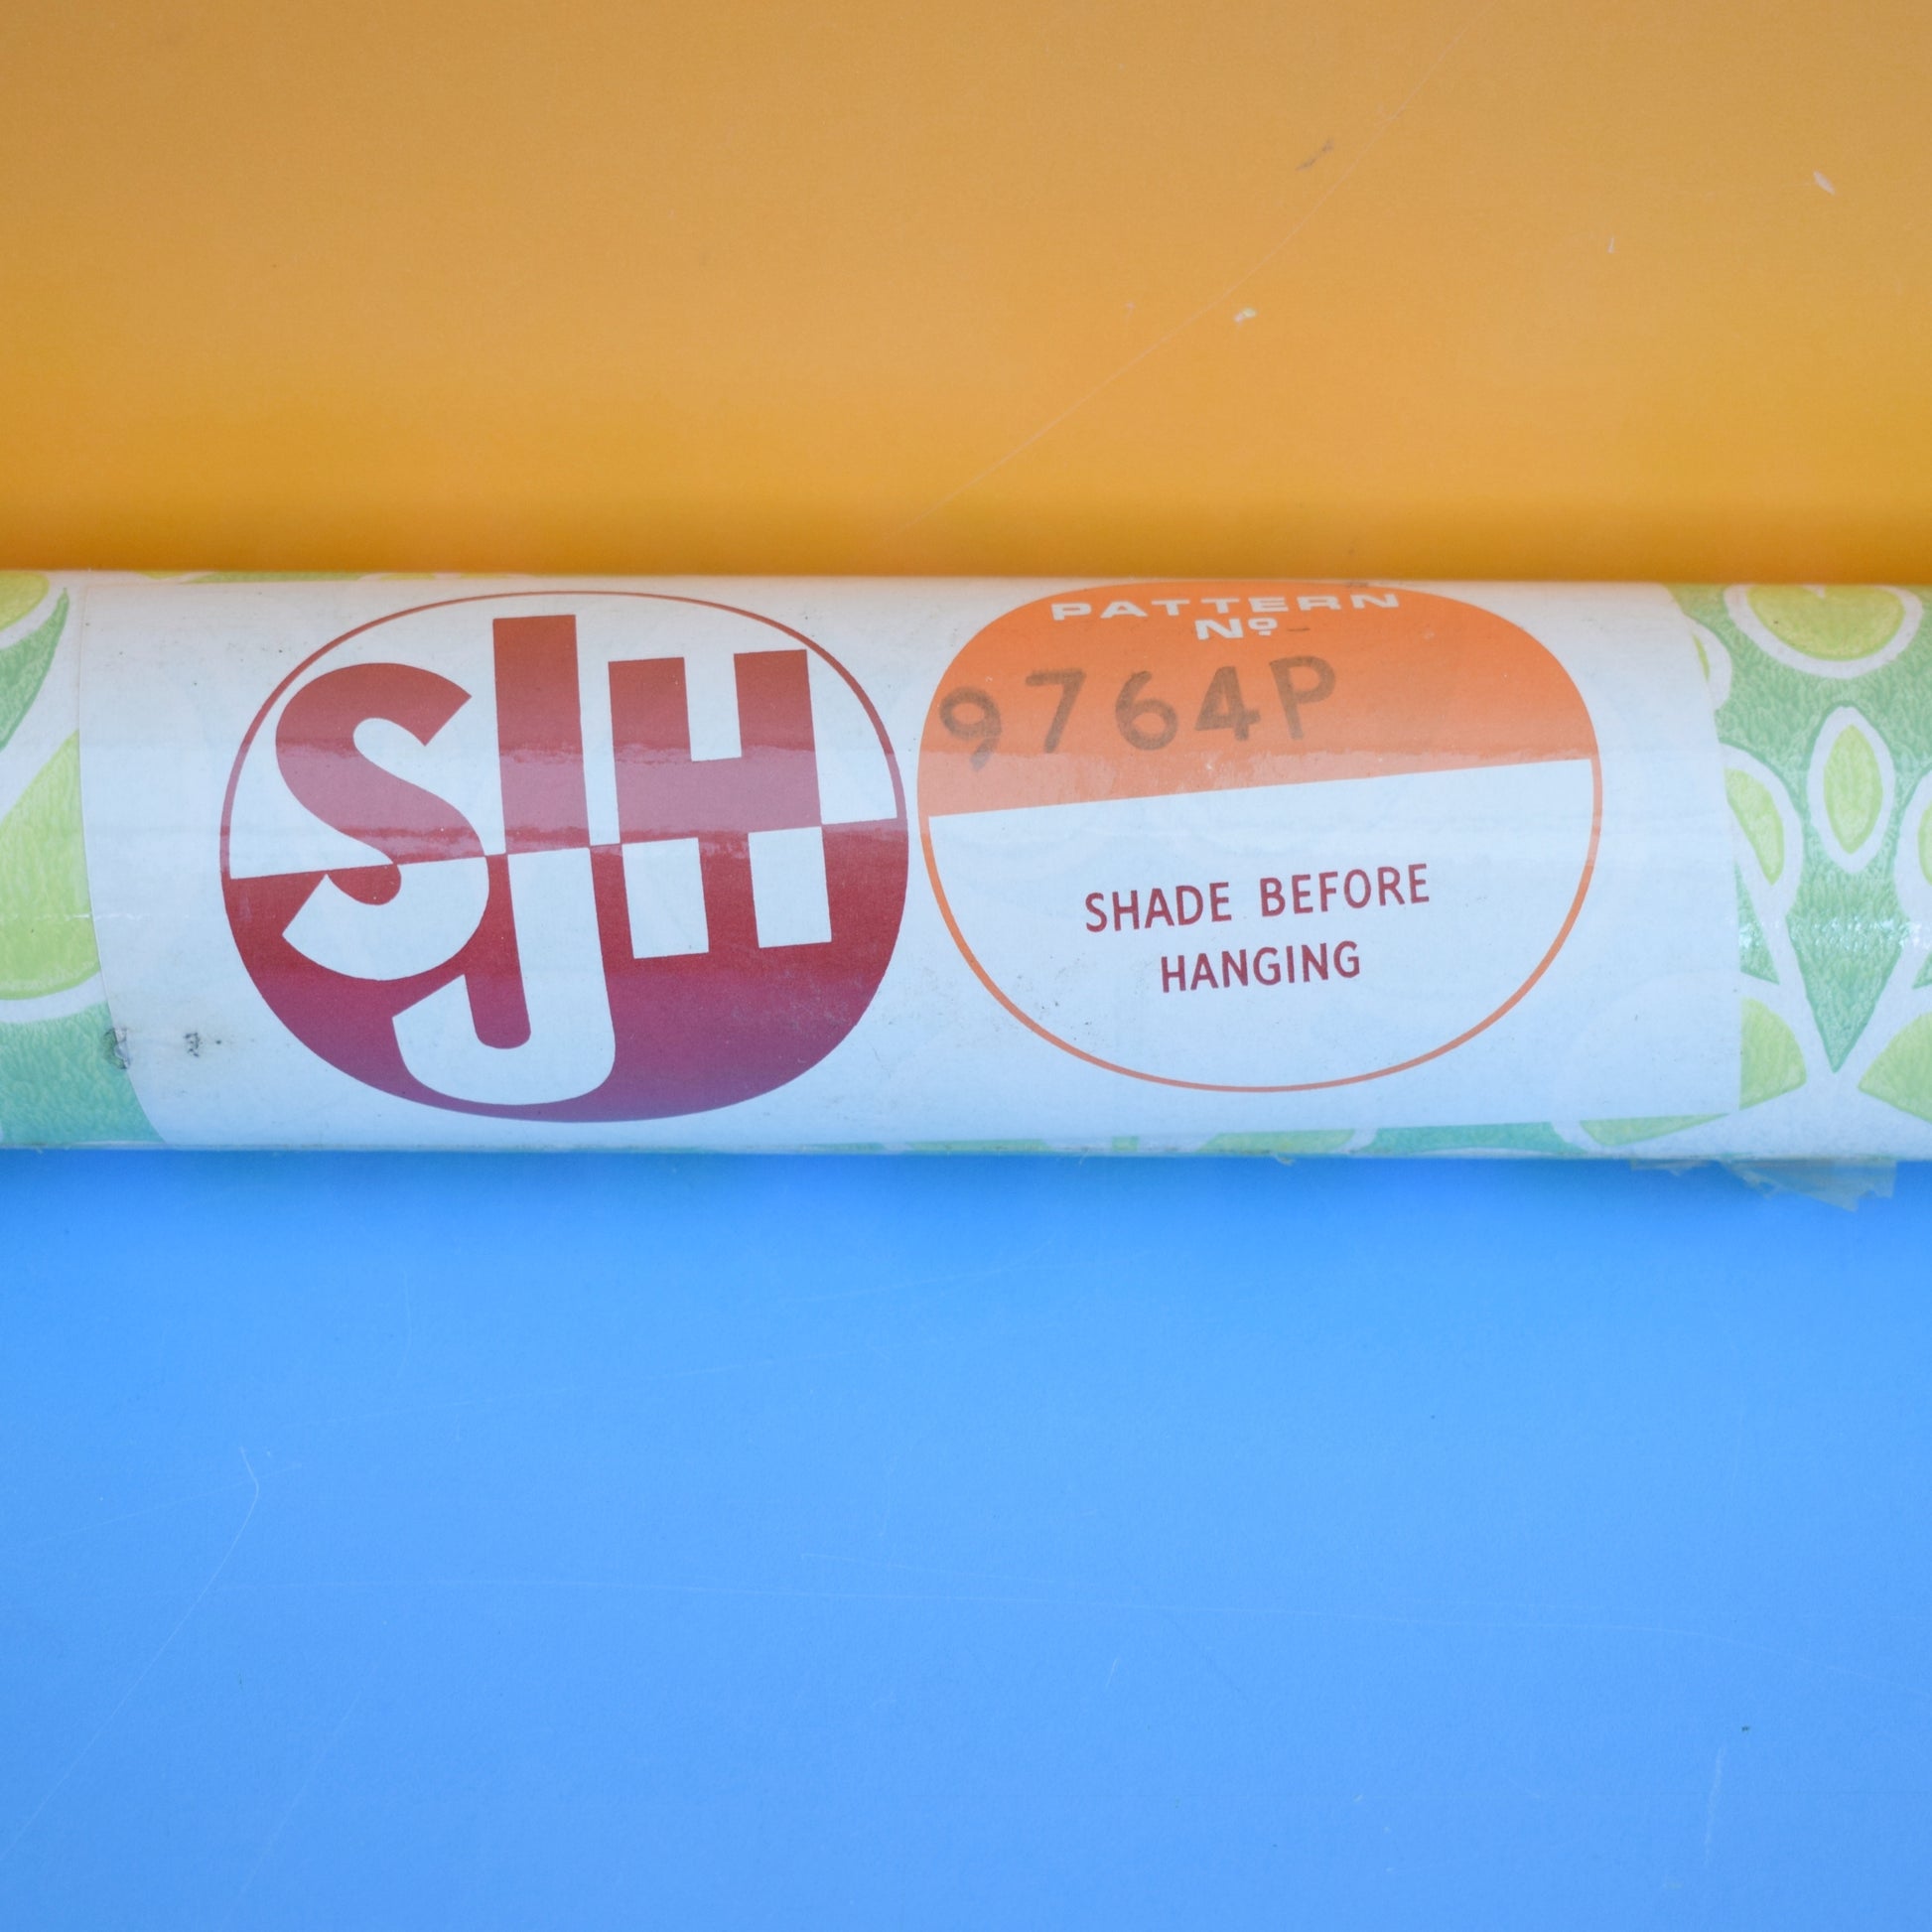 SJH
PATTERN
Nº
9764P
SHADE BEFORE
HANGING